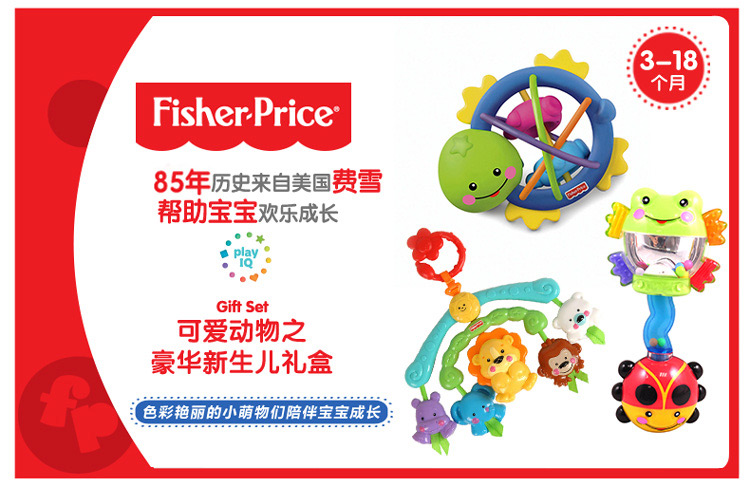 3–18
个月
Fisher-Price®
85年历史来自美国费雪
帮助宝宝欢乐成长
play
IQ
Gift Set
可爱动物之
豪华新生儿礼盒
色彩艳丽的小萌物们陪伴宝宝成长
fp